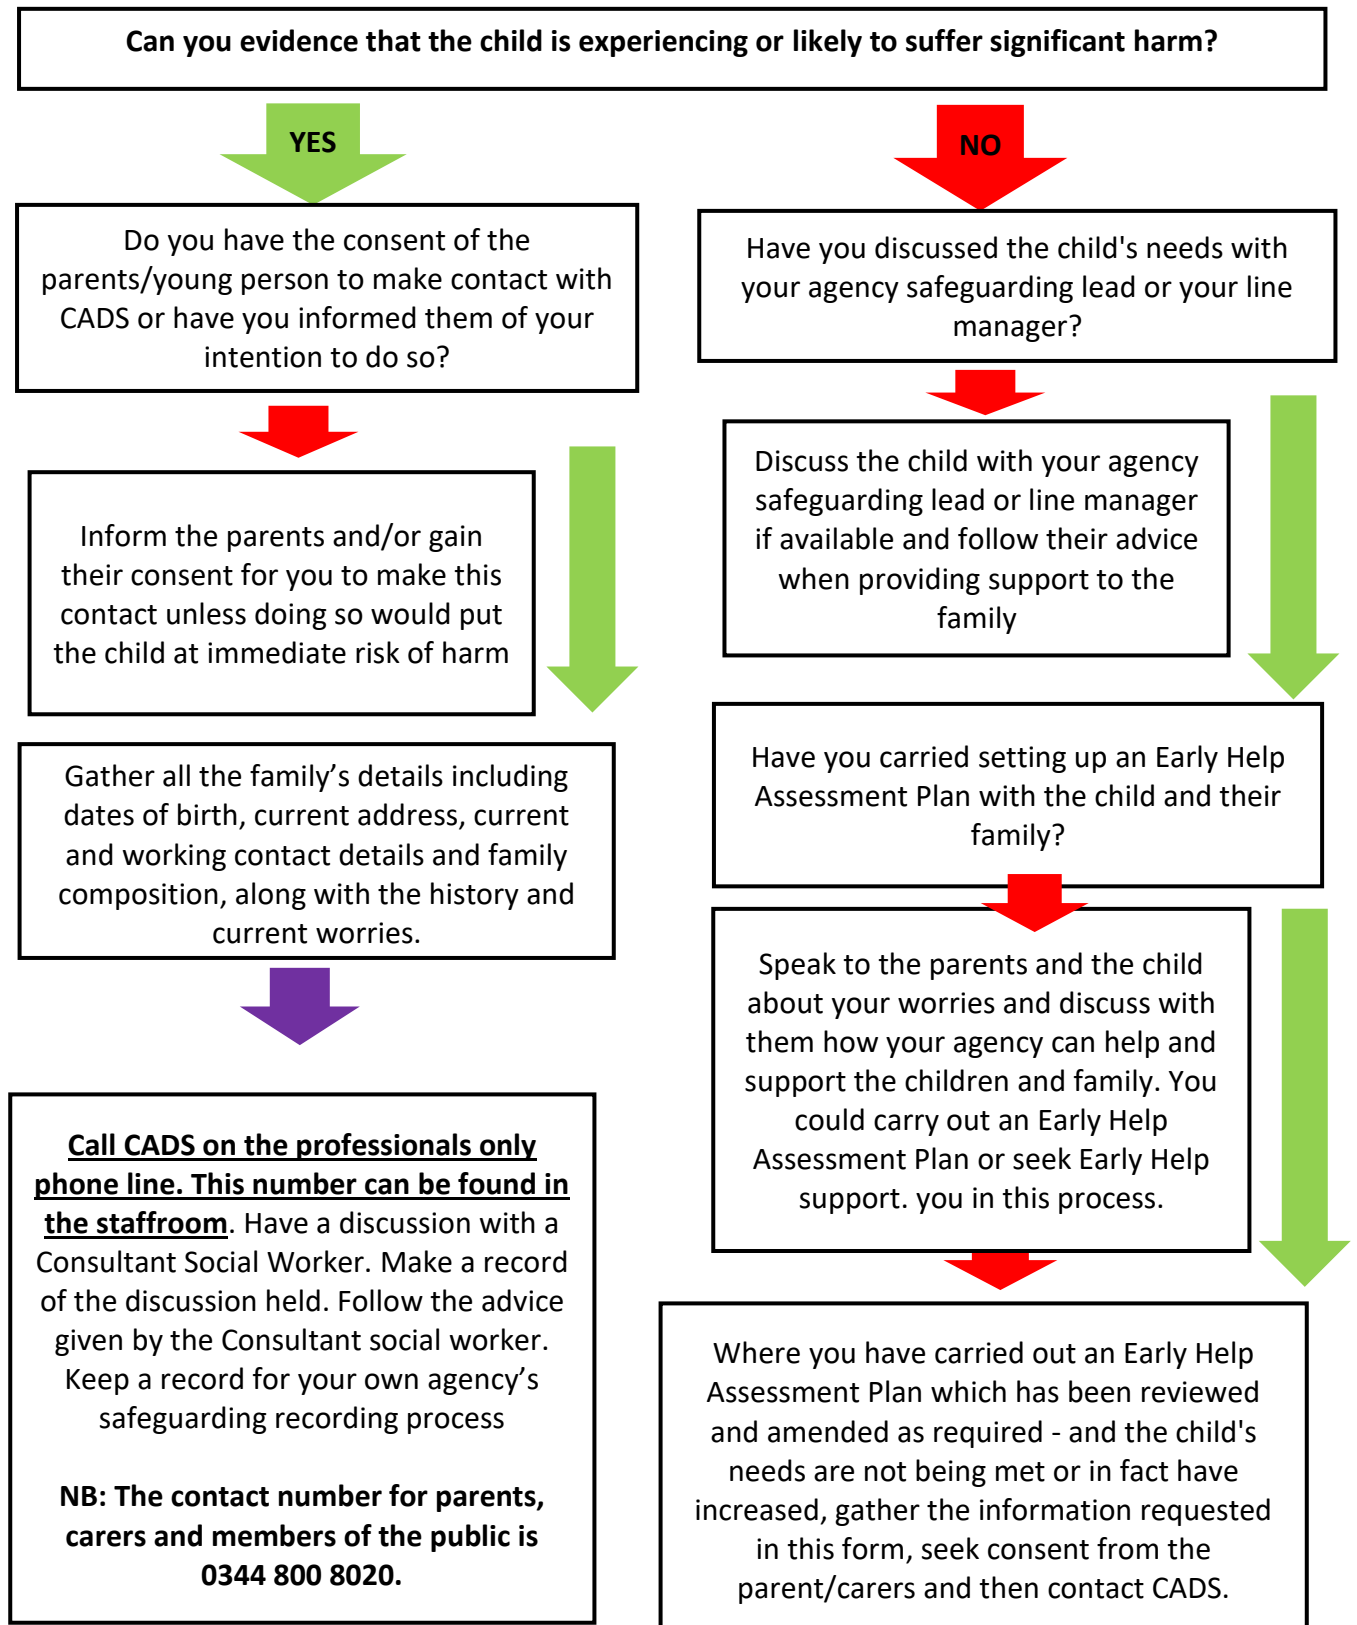 Can you evidence that the child is experiencing or likely to suffer significant harm?
YES
NO
Do you have the consent of the
parents/young person to make contact with
CADS or have you informed them of your
intention to do so?
Inform the parents and/or gain
their consent for you to make this
contact unless doing so would put
the child at immediate risk of harm
Gather all the family’s details including
dates of birth, current address, current
and working contact details and family
composition, along with the history and
current worries.
Call CADS on the professionals only
phone line. This number can be found in
the staffroom. Have a discussion with a
Consultant Social Worker. Make a record
of the discussion held. Follow the advice
given by the Consultant social worker.
Keep a record for your own agency’s
safeguarding recording process
NB: The contact number for parents,
carers and members of the public is
0344 800 8020.
Have you discussed the child's needs with
your agency safeguarding lead or your line
manager?
Discuss the child with your agency
safeguarding lead or line manager
if available and follow their advice
when providing support to the
family
Have you carried setting up an Early Help
Assessment Plan with the child and their
family?
Speak to the parents and the child
about your worries and discuss with
them how your agency can help and
support the children and family. You
could carry out an Early Help
Assessment Plan or seek Early Help
support. you in this process.
Where you have carried out an Early Help
Assessment Plan which has been reviewed
and amended as required - and the child's
needs are not being met or in fact have
increased, gather the information requested
in this form, seek consent from the
parent/carers and then contact CADS.